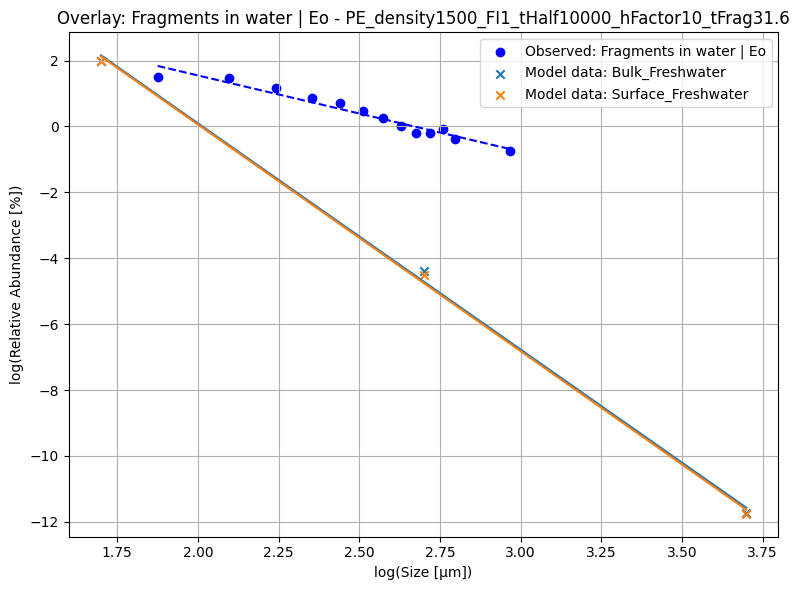 Overlay: Fragments in water | Eo - PE_density1500_FI1_tHalf10000_hFactor10_tFrag31.6
Observed: Fragments in water | Eo
Model data: Bulk_Freshwater
Model data: Surface_Freshwater
log(Relative Abundance [%])
2
0
−2
−4
−6
−8
−10
−12
1.75
2.00
2.25
2.50
2.75
3.00
3.25
3.50
3.75
log(Size [µm])